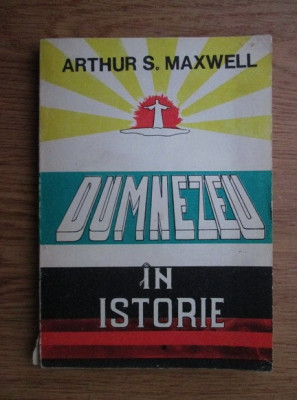 ARTHUR S. MAXWELL
DUMNEZEU
ÎN
ISTORIE